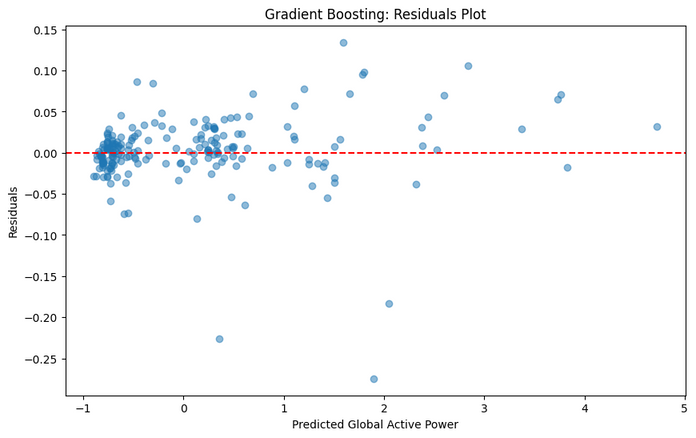 Gradient Boosting: Residuals Plot
0.15
0.10
0.05
0.00
−0.05
−0.10
−0.15
−0.20
−0.25
Residuals
−1 0 1 2 3 4 5
Predicted Global Active Power